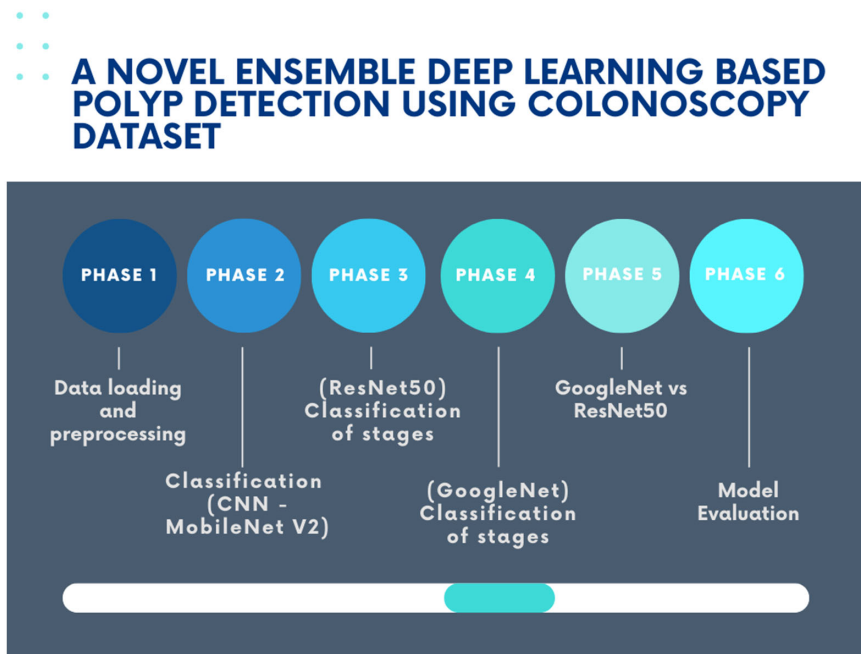 A NOVEL ENSEMBLE DEEP LEARNING BASED
POLYP DETECTION USING COLONOSCOPY
DATASET
PHASE 1
PHASE 2
PHASE 3
PHASE 4
PHASE 5
PHASE 6
Data loading
and
preprocessing
Classification
(CNN -
MobileNet V2)
(ResNet50)
Classification
of stages
(GoogleNet)
Classification
of stages
GoogleNet vs
ResNet50
Model
Evaluation